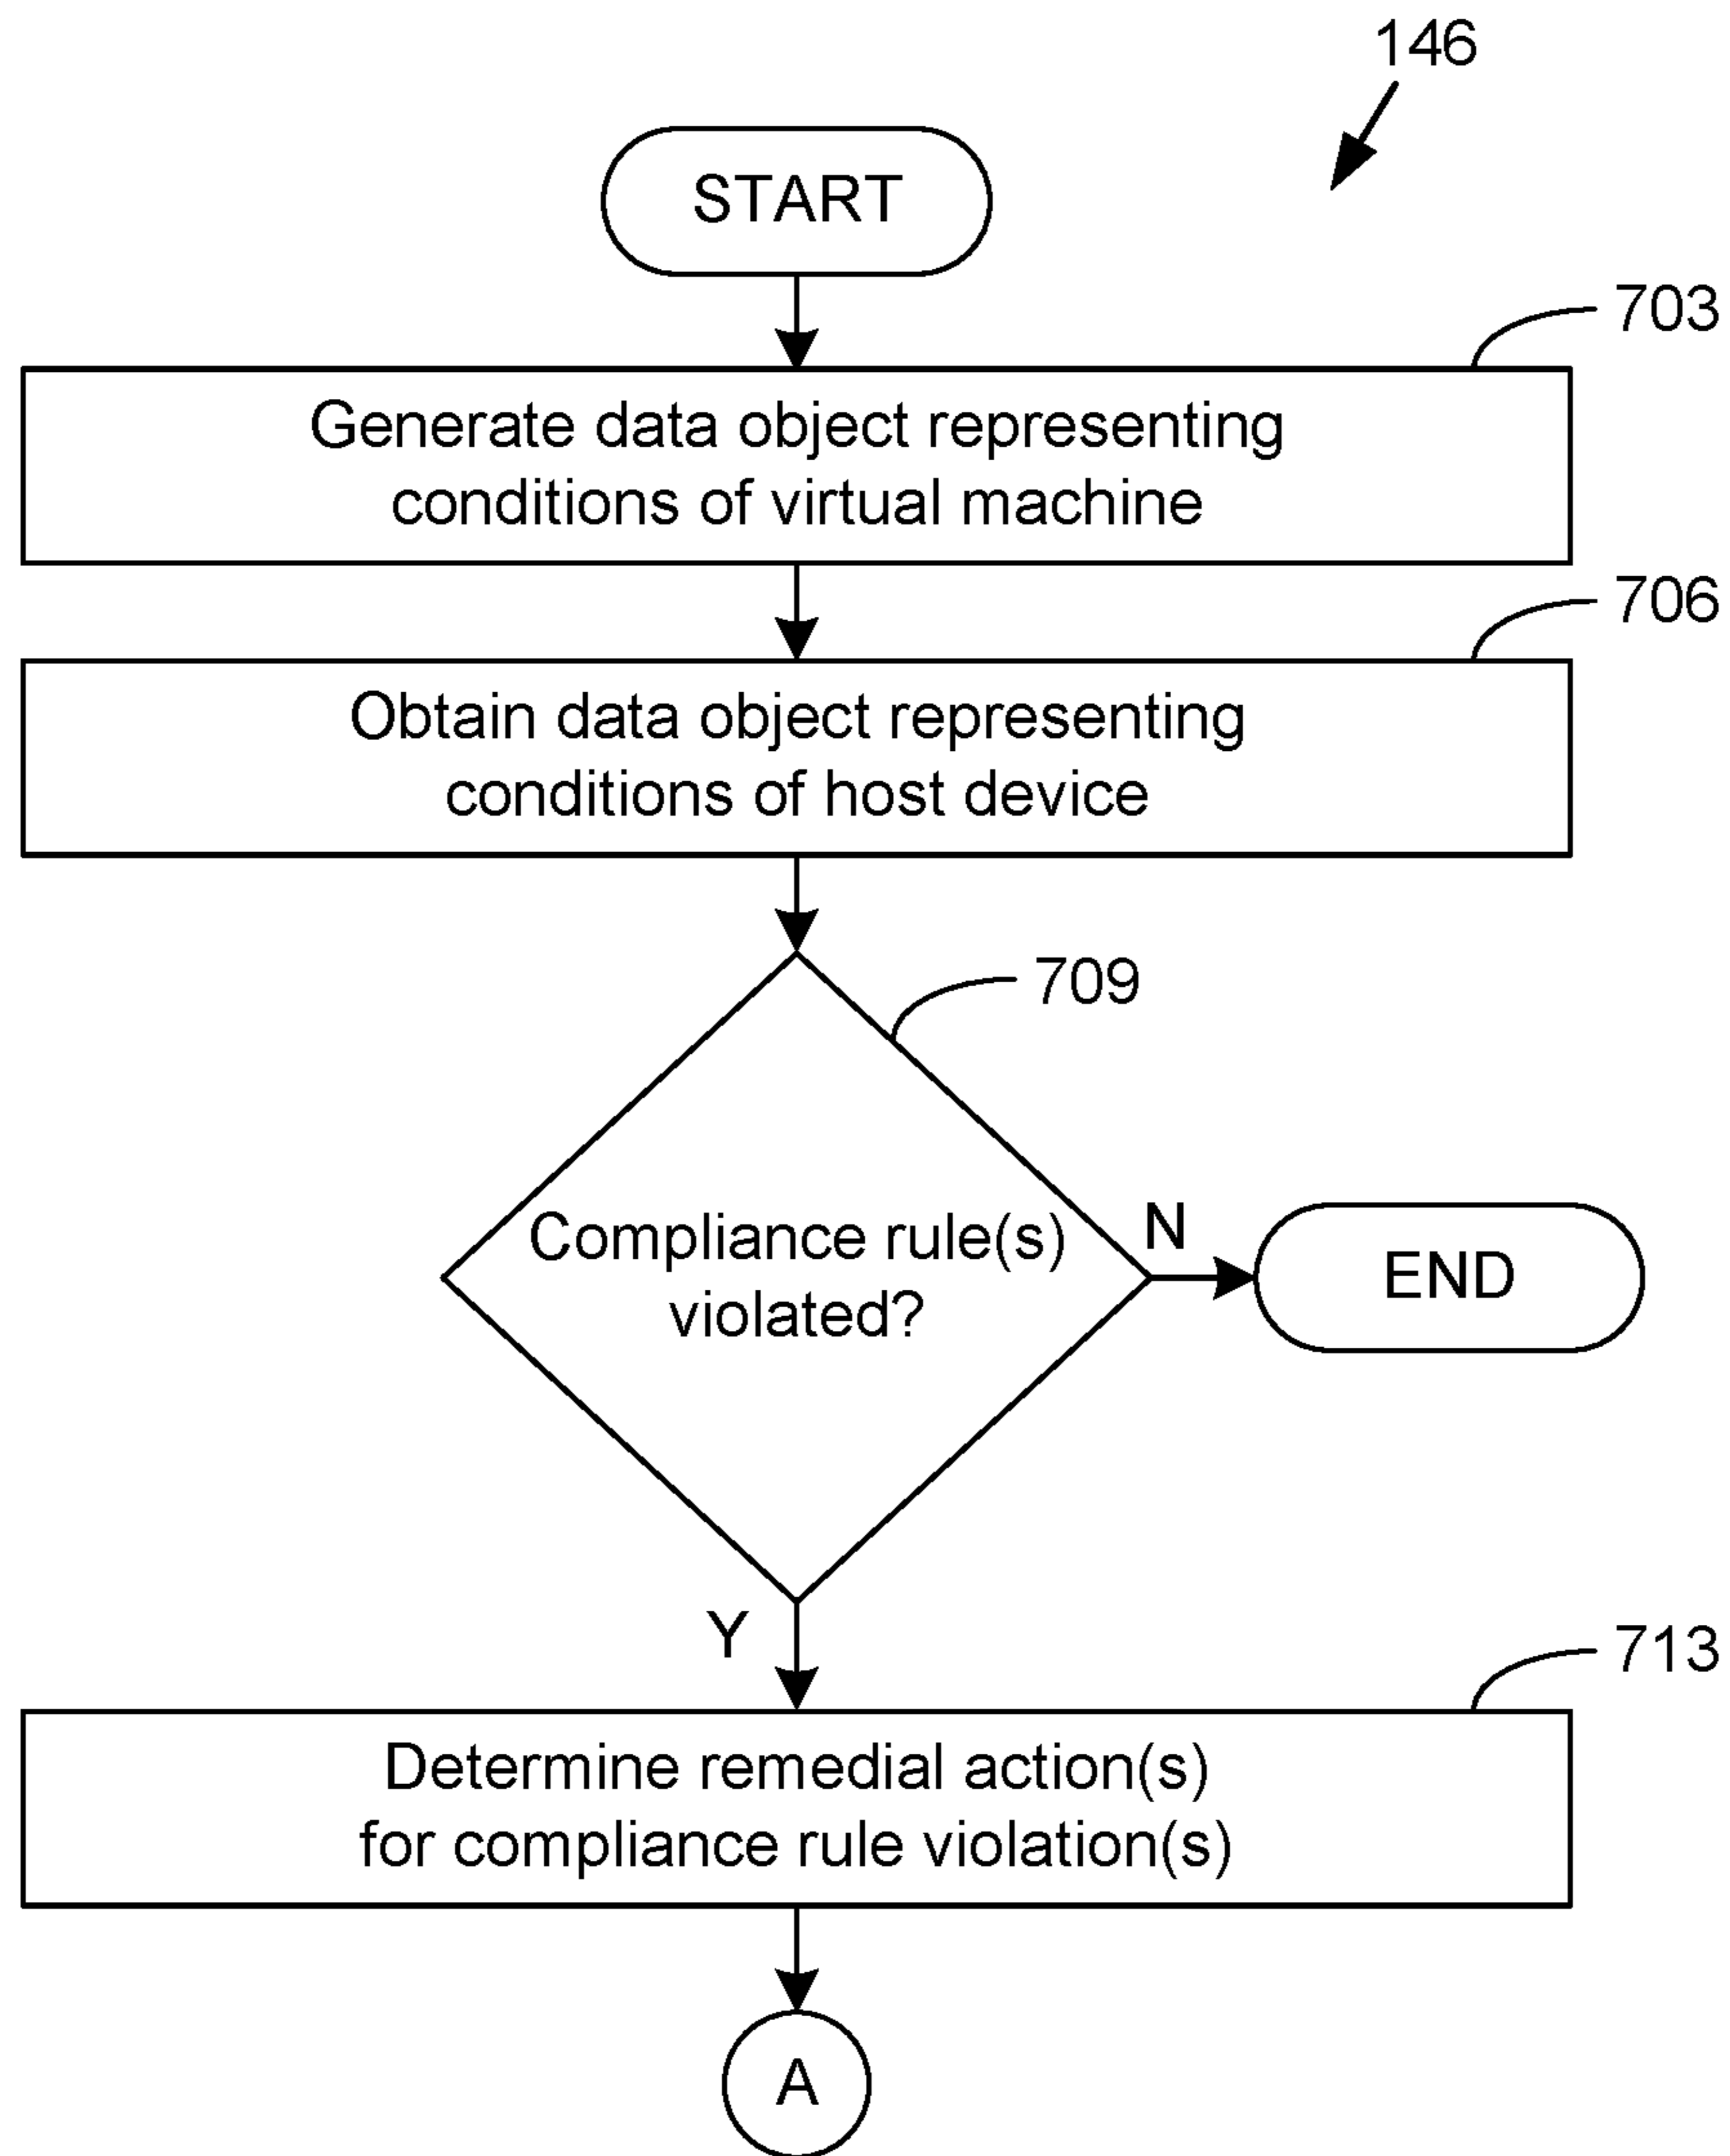 146
START
703
Generate data object representing
conditions of virtual machine
706
Obtain data object representing
conditions of host device
709
Compliance rule(s)
violated?
N
END
Y
713
Determine remedial action(s)
for compliance rule violation(s)
A